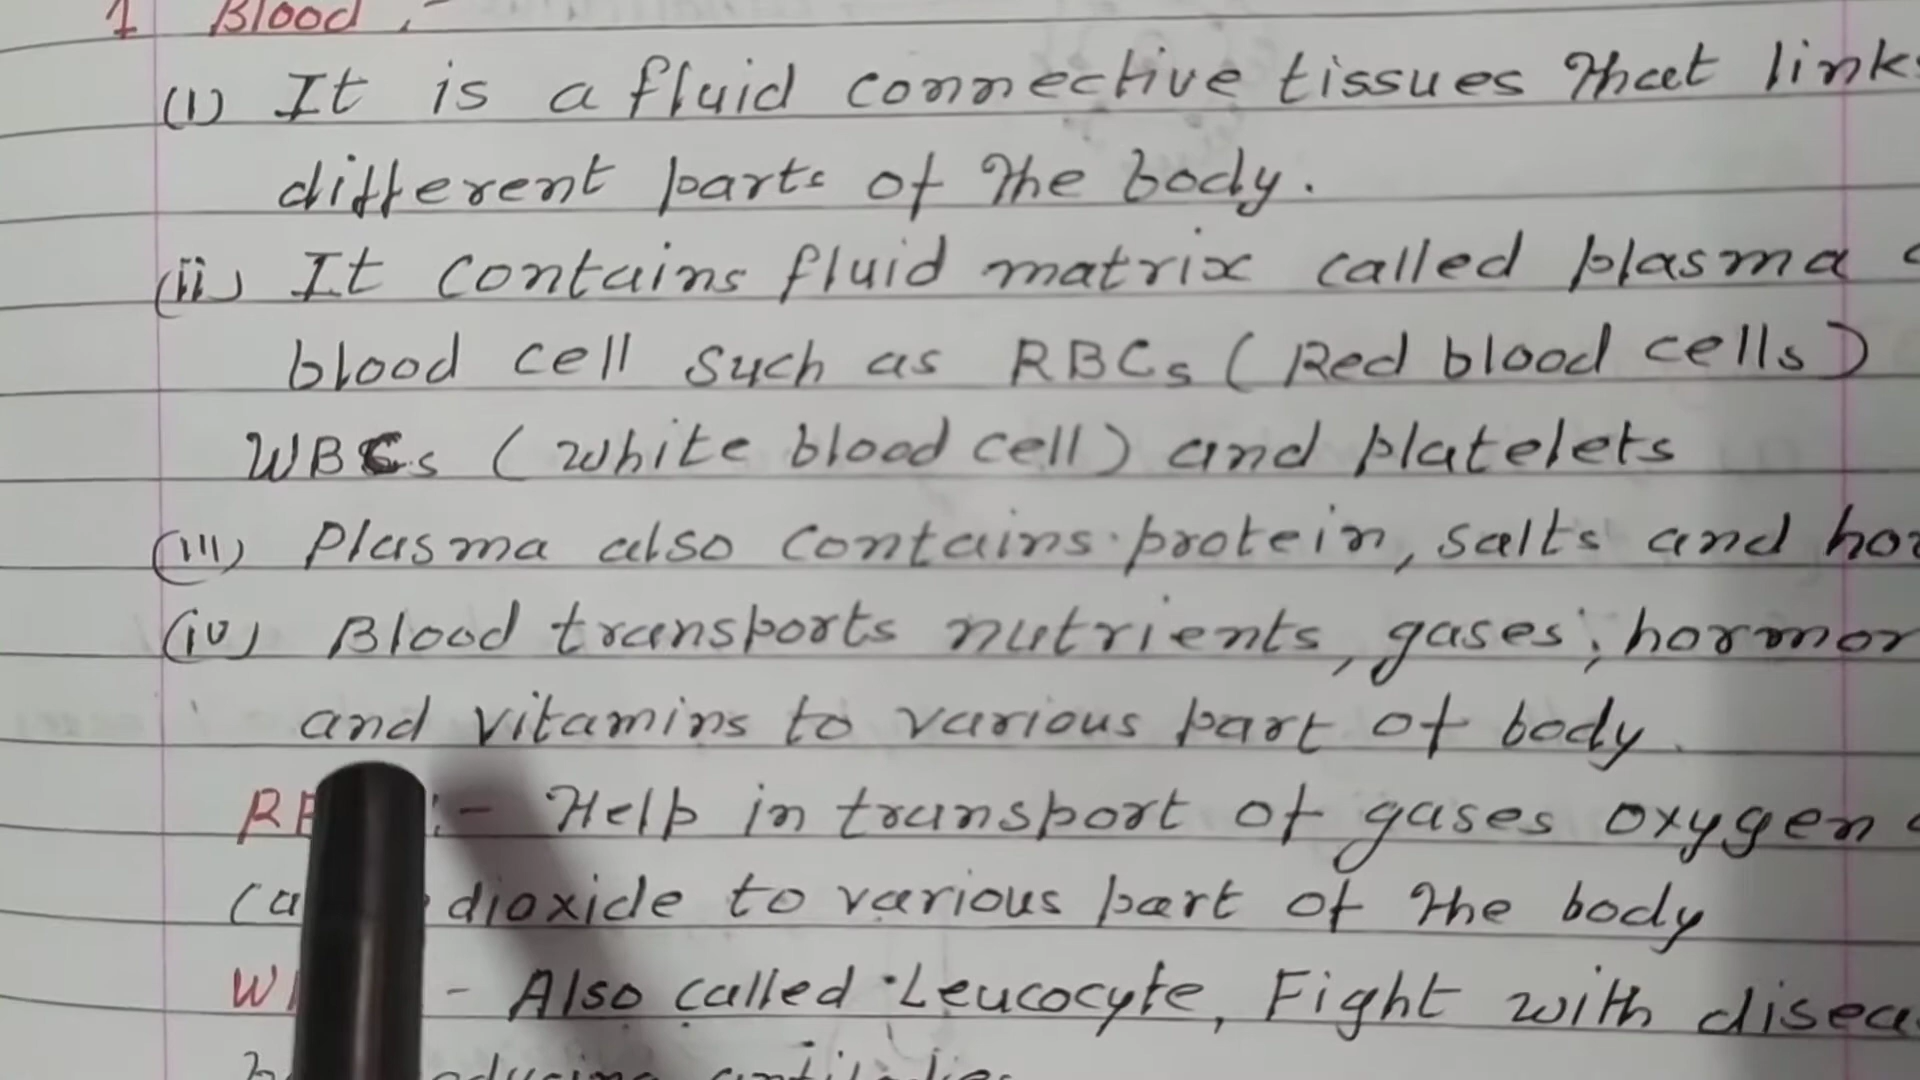 1 Blood :-
(i) It is a fluid connective tissues that link
different parts of the body.
(ii) It contains fluid matrix called plasma
blood cell such as RBCs (Red blood cells)
WBCs (white blood cell) and platelets
(iii) Plasma also contains protein, salts and
(iv) Blood transports nutrients, gases, hormon
and vitamins to various part of body.
:- Help in transport of gases oxygen
dioxide to various part of the body
- Also called Leucocyte, Fight with disea
antibodies